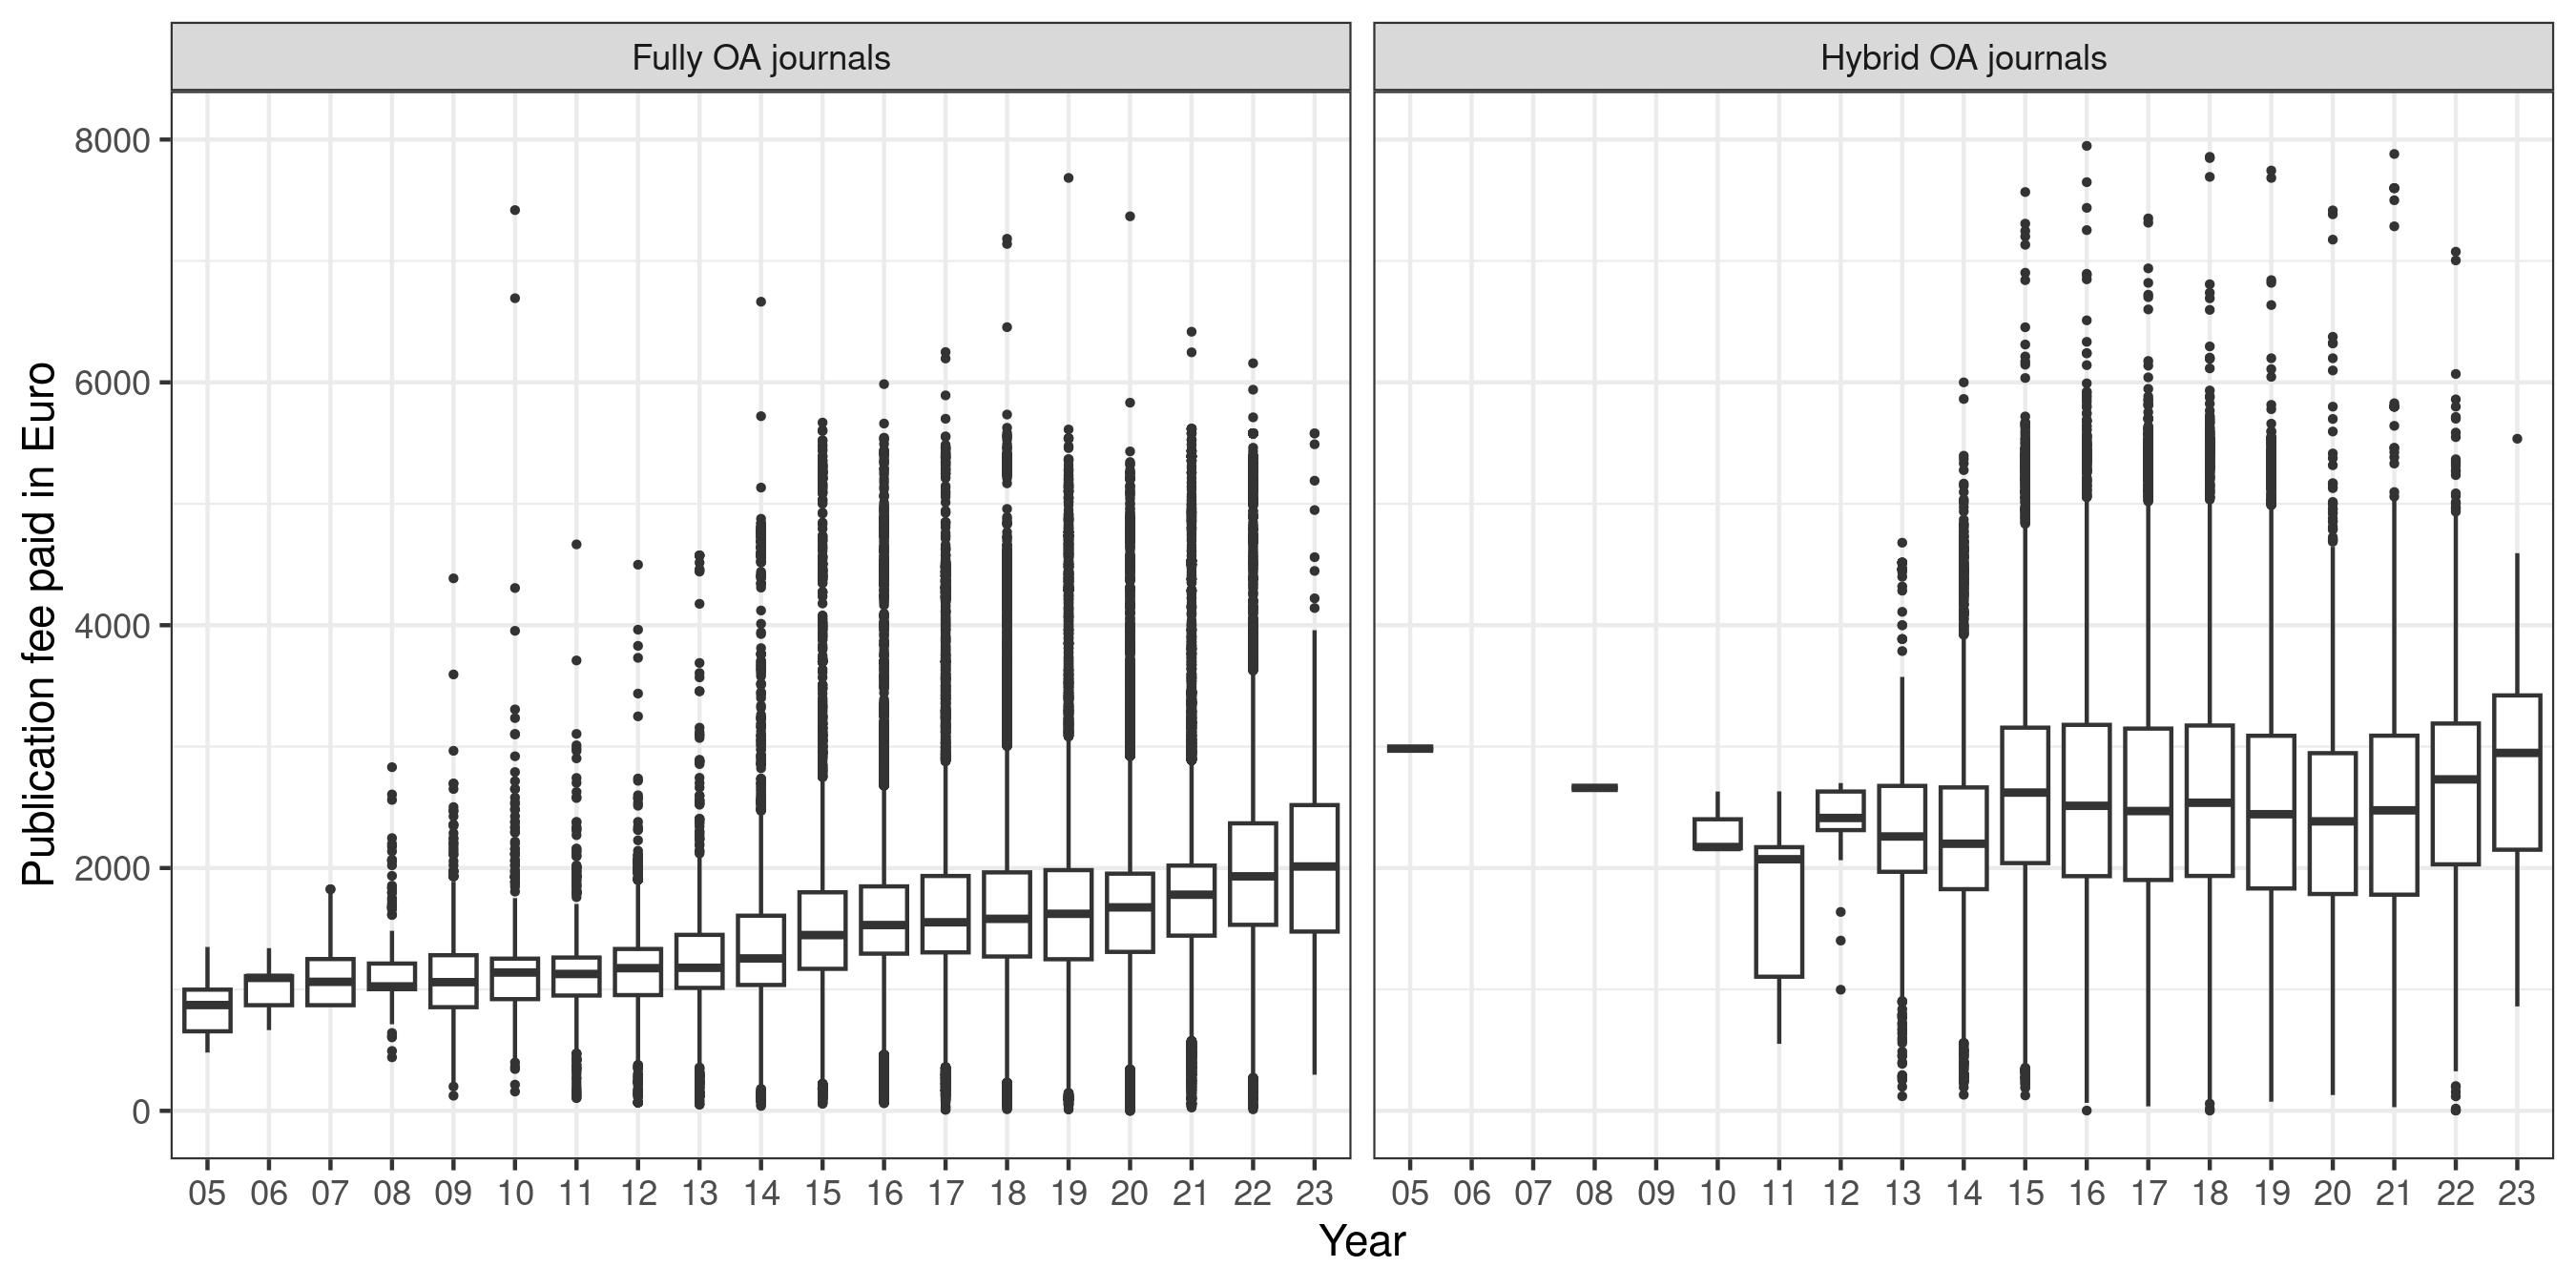 Fully OA journals Hybrid OA journals
Publication fee paid in Euro
8000
6000
4000
2000
0
05 06 07 08 09 10 11 12 13 14 15 16 17 18 19 20 21 22 23 05 06 07 08 09 10 11 12 13 14 15 16 17 18 19 20 21 22 23
Year